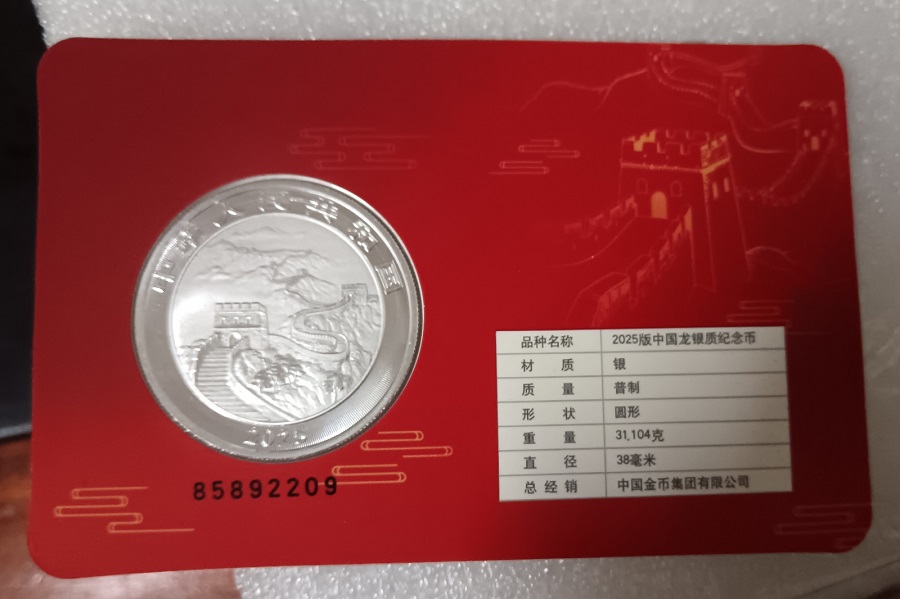 中华人民共和国
2025
85892209
品种名称 2025版中国龙银质纪念币
材 质 银
质 量 普制
形 状 圆形
重 量 31.104克
直 径 38毫米
总 经 销 中国金币集团有限公司